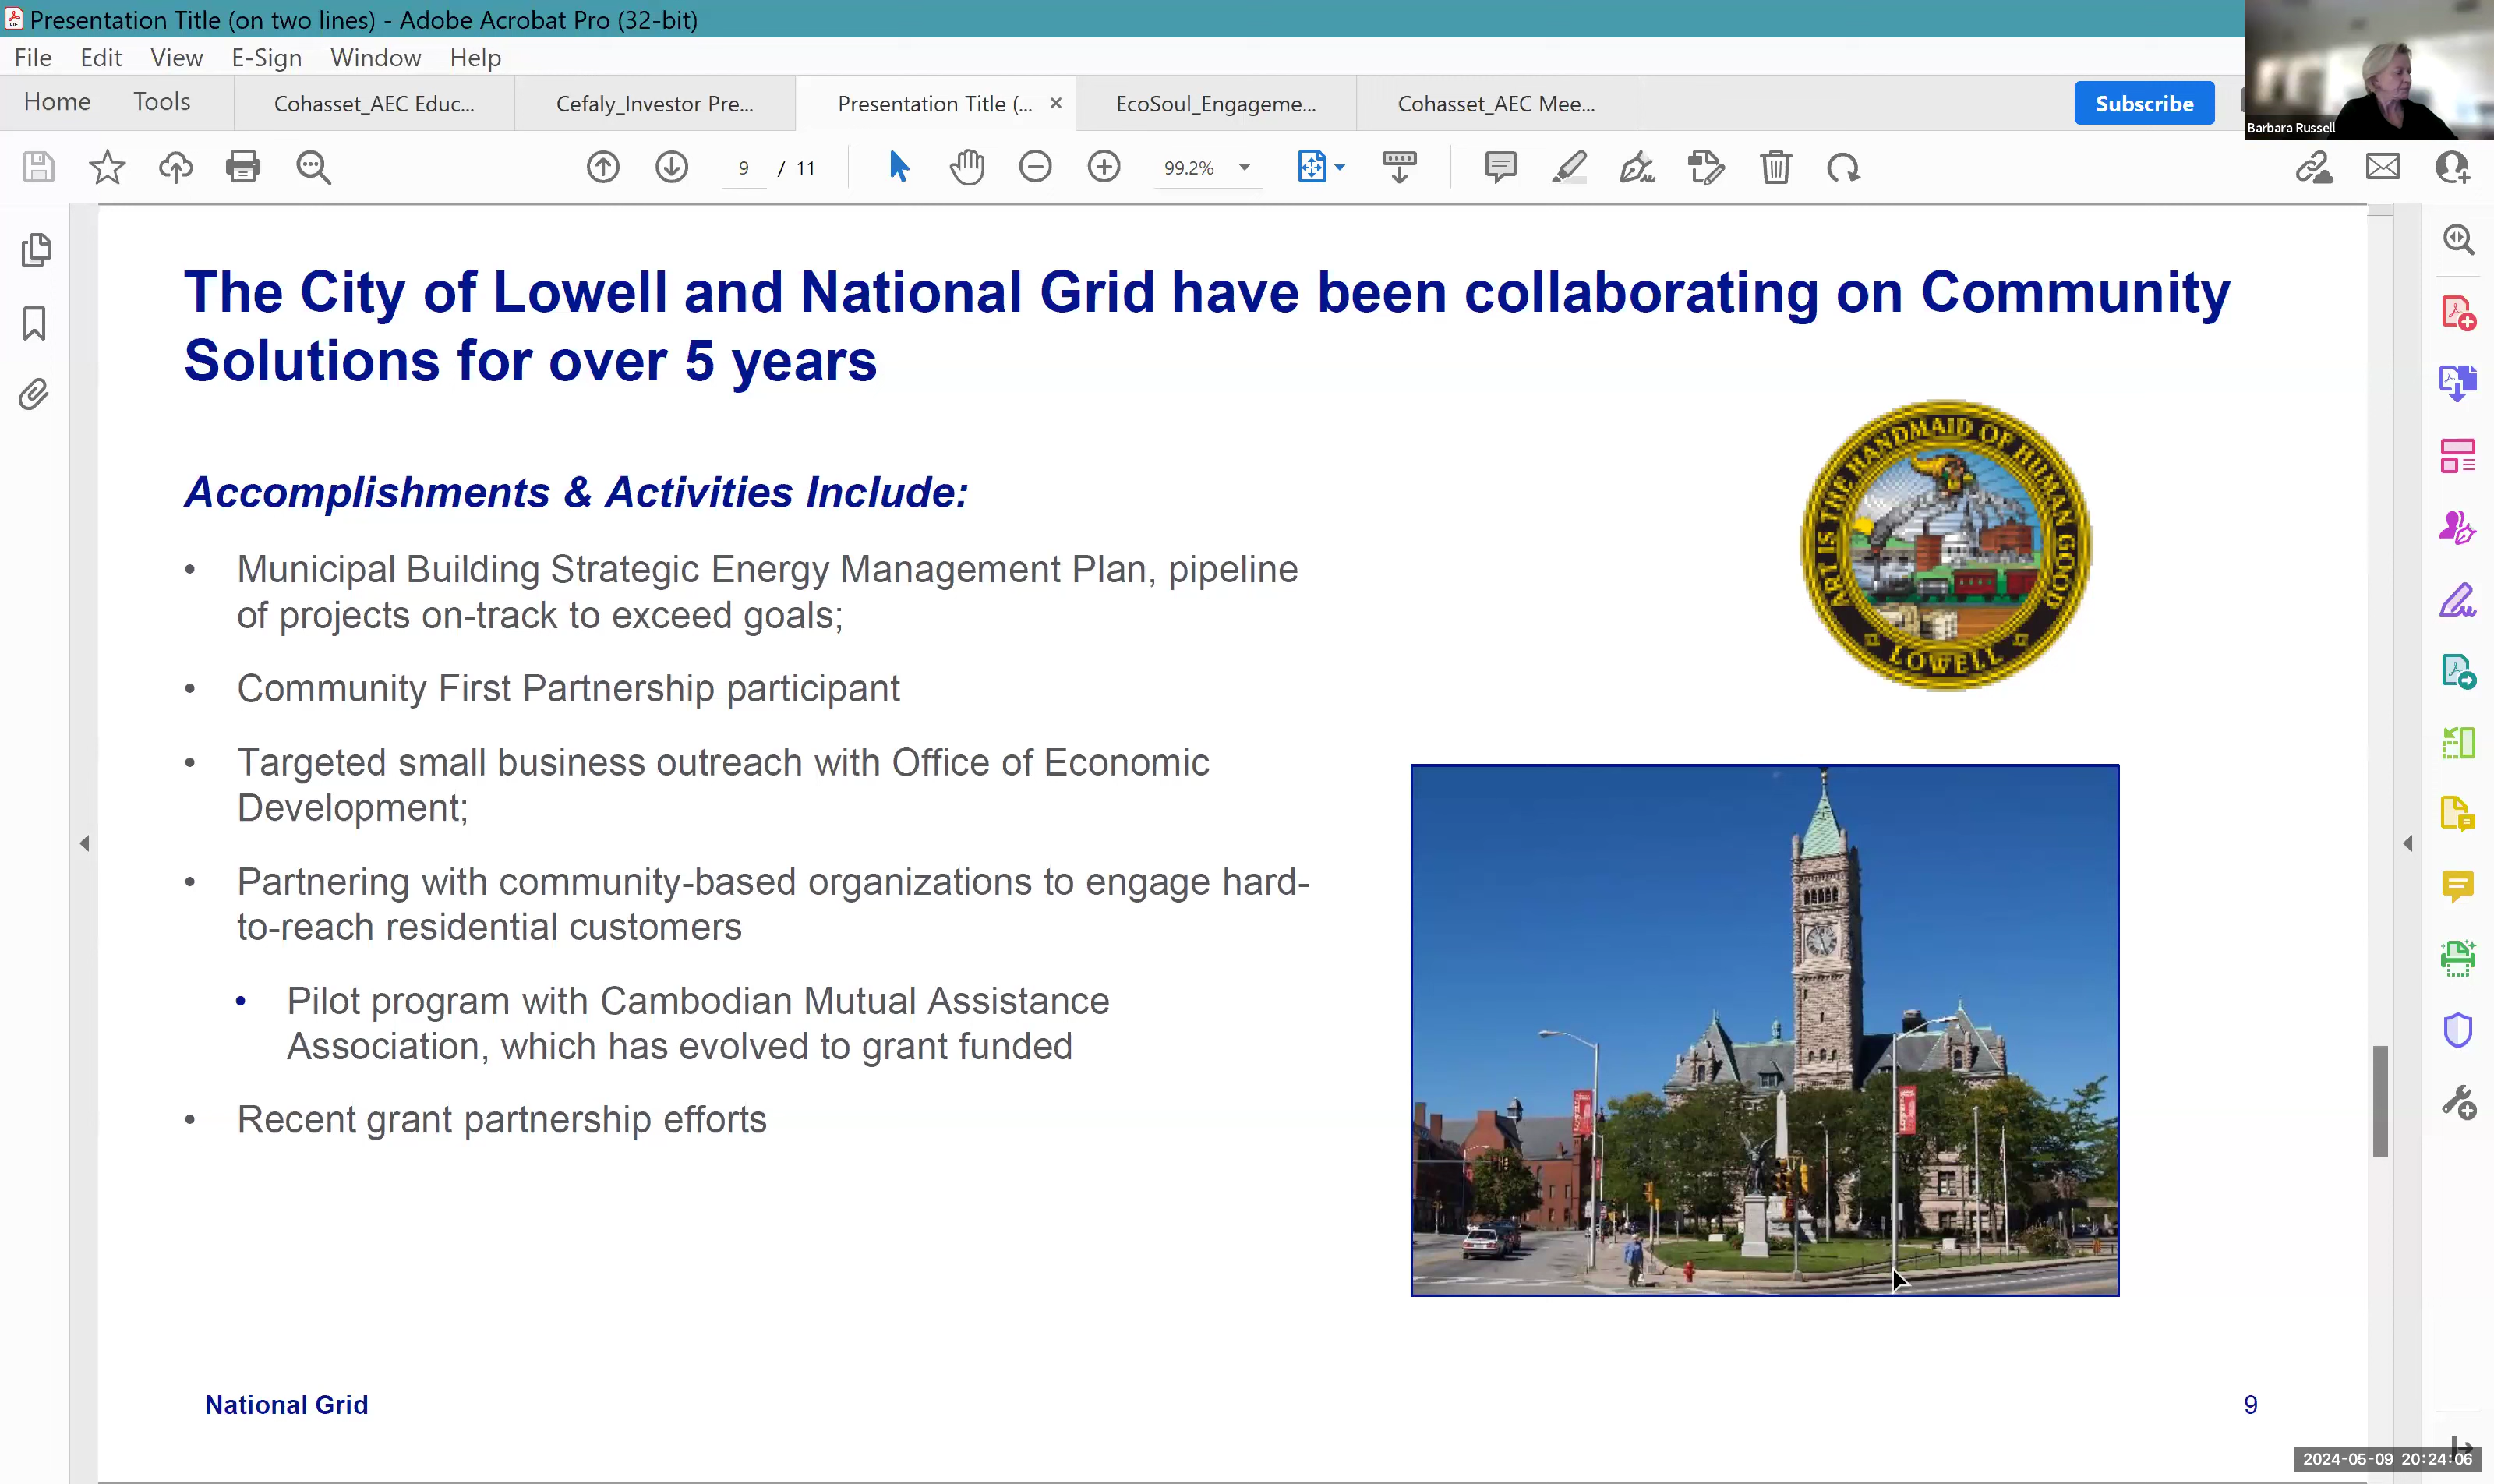 Presentation Title (on two lines) - Adobe Acrobat Pro (32-bit)
File Edit View E-Sign Window Help
Home Tools Cohasset_AEC Educ... Cefaly_Investor Pre... Presentation Title (... EcoSoul_Engageme... Cohasset_AEC Mee... Subscribe
Barbara Russell
9 / 11 99.2%
The City of Lowell and National Grid have been collaborating on Community
Solutions for over 5 years
Accomplishments & Activities Include:
• Municipal Building Strategic Energy Management Plan, pipeline
of projects on-track to exceed goals;
• Community First Partnership participant
• Targeted small business outreach with Office of Economic
Development;
• Partnering with community-based organizations to engage hard-
to-reach residential customers
• Pilot program with Cambodian Mutual Assistance
Association, which has evolved to grant funded
• Recent grant partnership efforts
ART IS THE HANDMAID OF HUMAN GOOD
LOWELL
National Grid
9
2024-05-09 20:24:06